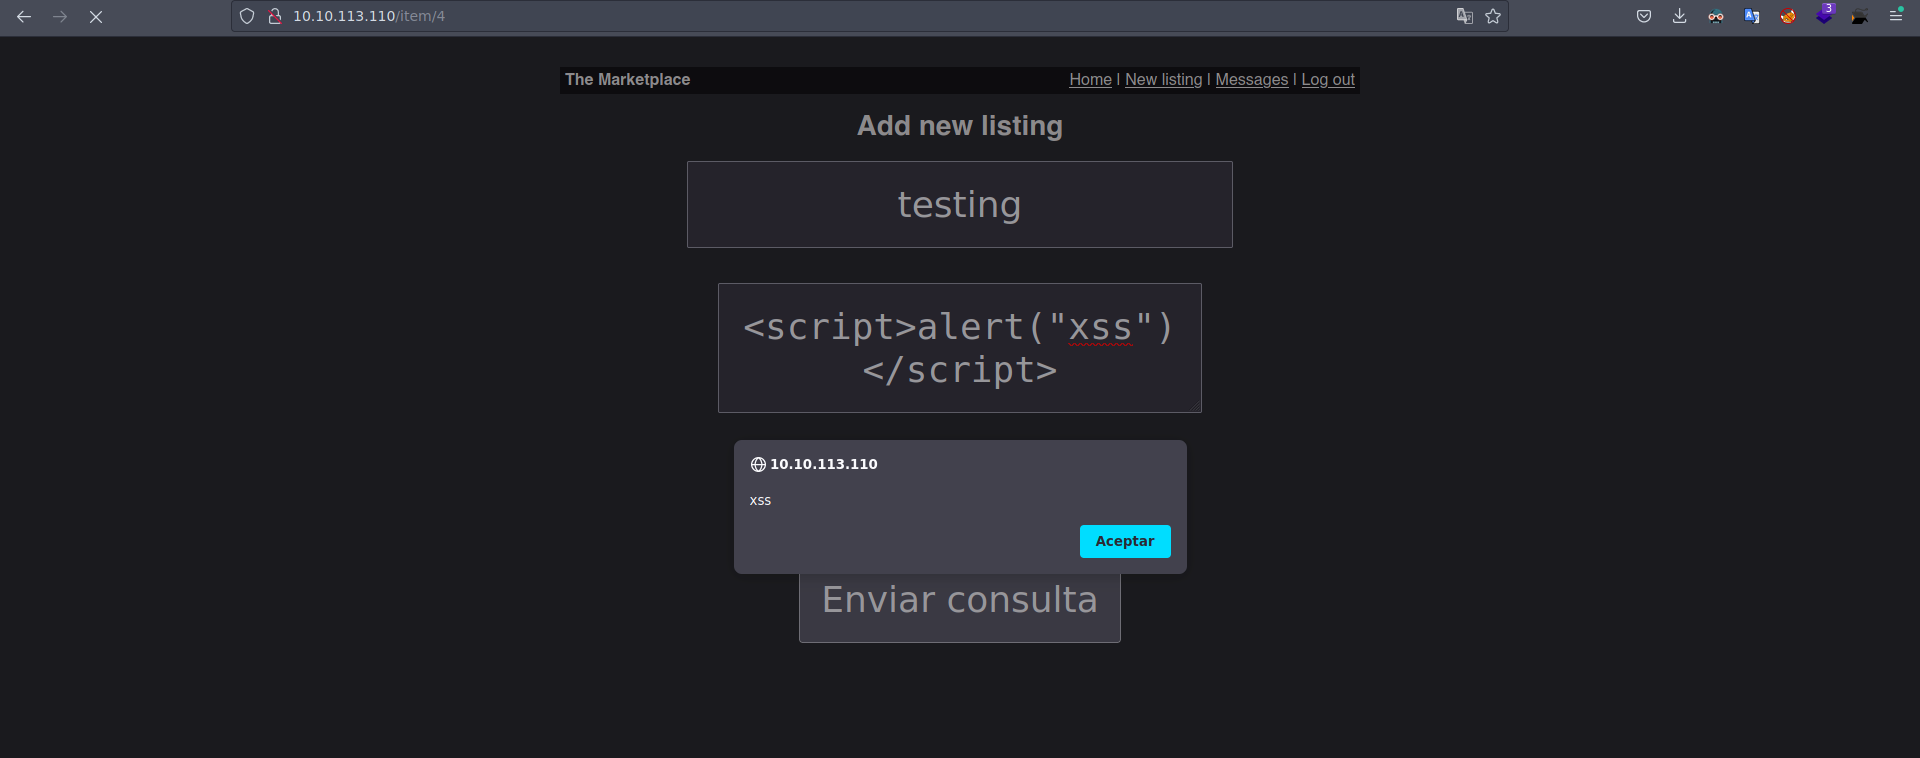 10.10.113.110/item/4
3
The Marketplace
Home | New listing | Messages | Log out
Add new listing
testing
<script>alert("xss")
</script>
10.10.113.110
xss
Aceptar
Enviar consulta